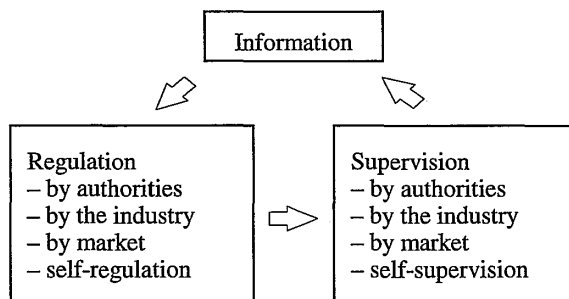 Information
Regulation
– by authorities
– by the industry
– by market
– self-regulation
Supervision
– by authorities
– by the industry
– by market
– self-supervision